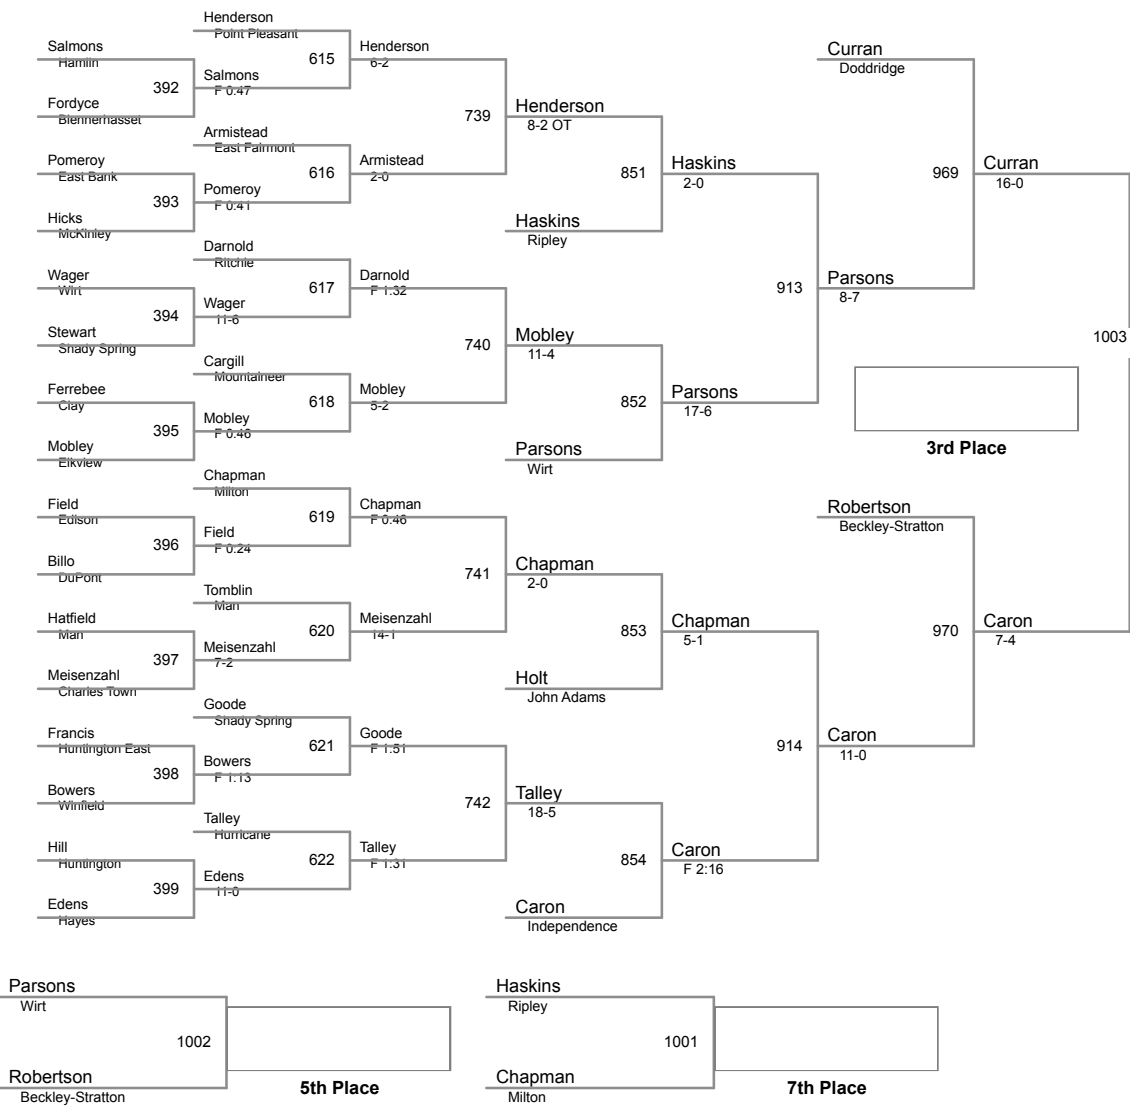 Henderson
Point Pleasant
Salmons
Hamlin
615
Henderson
6-2
392
Salmons
F 0:47
Fordyce
Blennerhasset
739
Henderson
8-2 OT
Armistead
East Fairmont
Pomeroy
East Bank
616
Armistead
2-0
393
Pomeroy
F 0:41
Hicks
McKinley
851
Haskins
2-0
Haskins
Ripley
Curran
Doddridge
969
Curran
16-0
Darnold
Ritchie
Wager
Wirt
617
Darnold
F 1:32
394
Wager
11-6
Stewart
Shady Spring
913
Parsons
8-7
740
Mobley
11-4
1003
Cargill
Mountaineer
Ferrebee
Clay
618
Mobley
5-2
395
Mobley
F 0:46
Mobley
Elkview
852
Parsons
17-6
Parsons
Wirt
3rd Place
Chapman
Milton
Field
Edison
619
Chapman
F 0:46
396
Field
F 0:24
Billo
DuPont
741
Chapman
2-0
Robertson
Beckley-Stratton
Tomblin
Man
Hatfield
Man
620
Meisenzahl
14-1
397
Meisenzahl
7-2
Meisenzahl
Charles Town
853
Chapman
5-1
970
Caron
7-4
Holt
John Adams
Goode
Shady Spring
Francis
Huntington East
621
Goode
F 1:51
398
Bowers
F 1:13
Bowers
Winfield
914
Caron
11-0
742
Talley
18-5
Talley
Hurricane
Hill
Huntington
622
Talley
F 1:31
399
Edens
11-0
Edens
Hayes
854
Caron
F 2:16
Caron
Independence
Parsons
Wirt
1002
Robertson
Beckley-Stratton
5th Place
Haskins
Ripley
1001
Chapman
Milton
7th Place